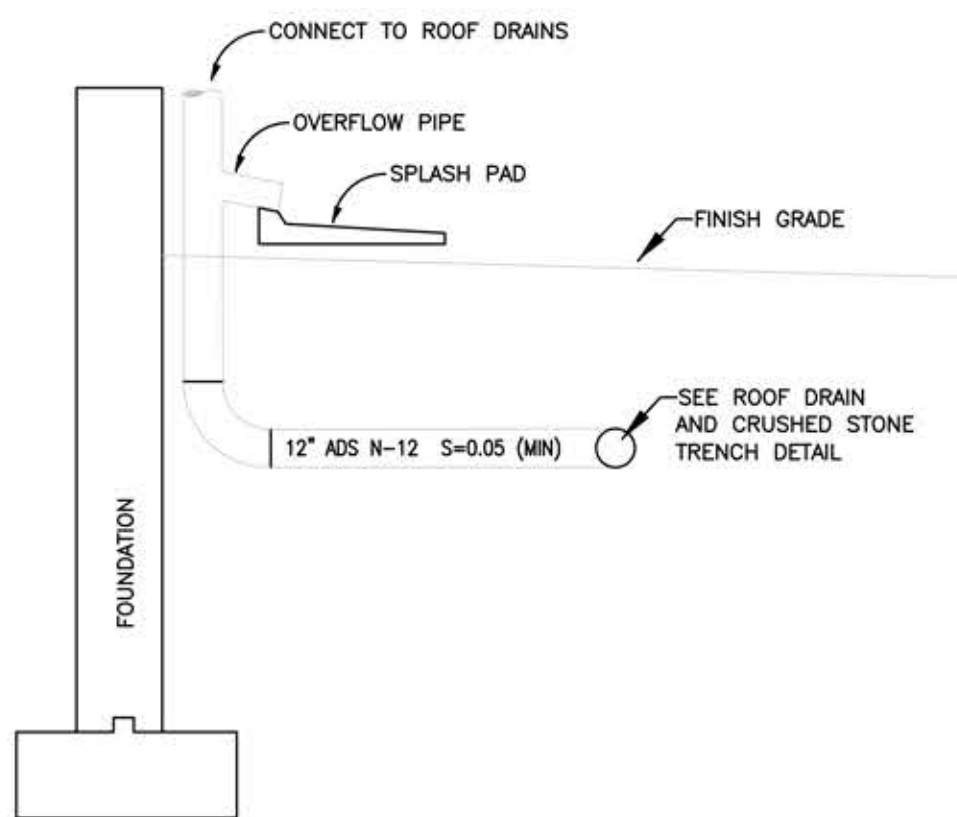 CONNECT TO ROOF DRAINS
OVERFLOW PIPE
SPLASH PAD
FINISH GRADE
SEE ROOF DRAIN
AND CRUSHED STONE
TRENCH DETAIL
12" ADS N-12 S=0.05 (MIN)
FOUNDATION